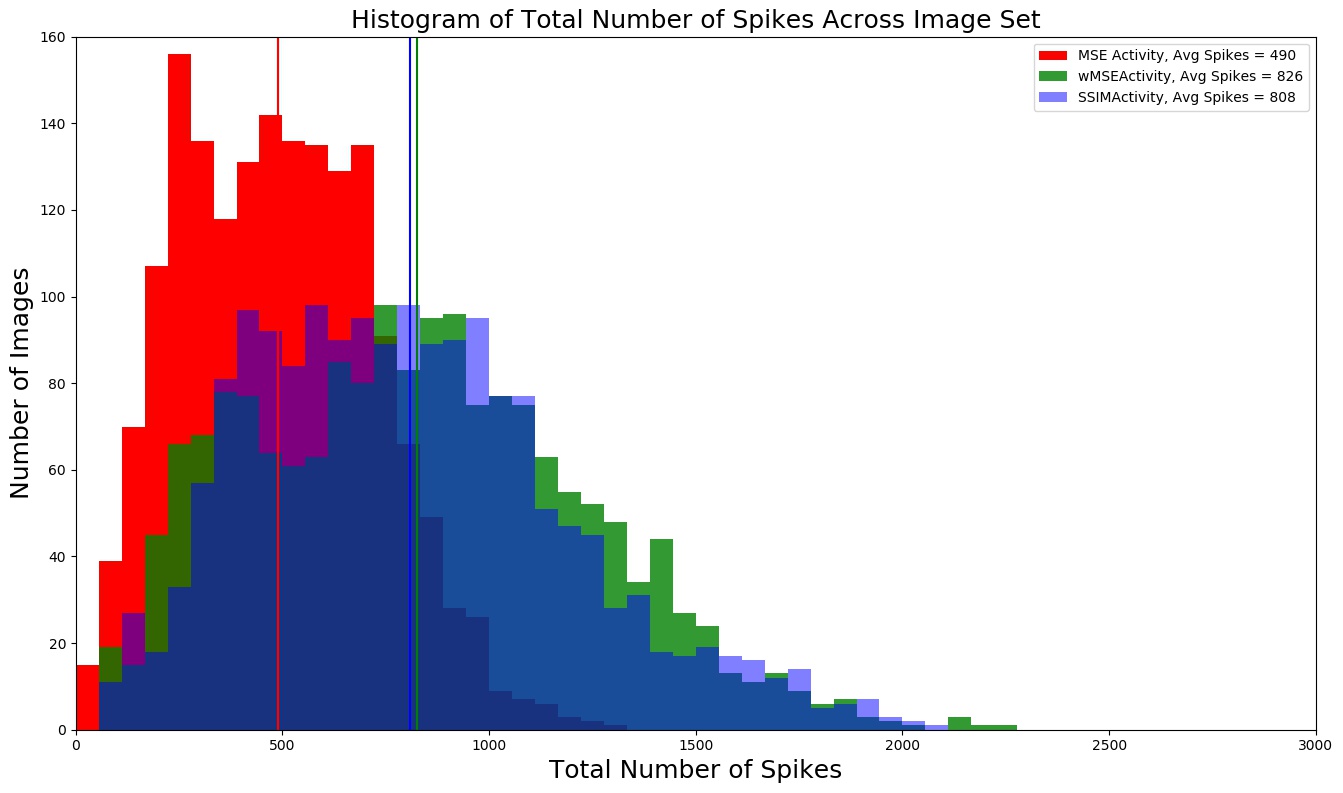 Histogram of Total Number of Spikes Across Image Set
MSE Activity, Avg Spikes = 490
wMSEActivity, Avg Spikes = 826
SSIMActivity, Avg Spikes = 808
Number of Images
160
140
120
100
80
60
40
20
0
0 500 1000 1500 2000 2500 3000
Total Number of Spikes